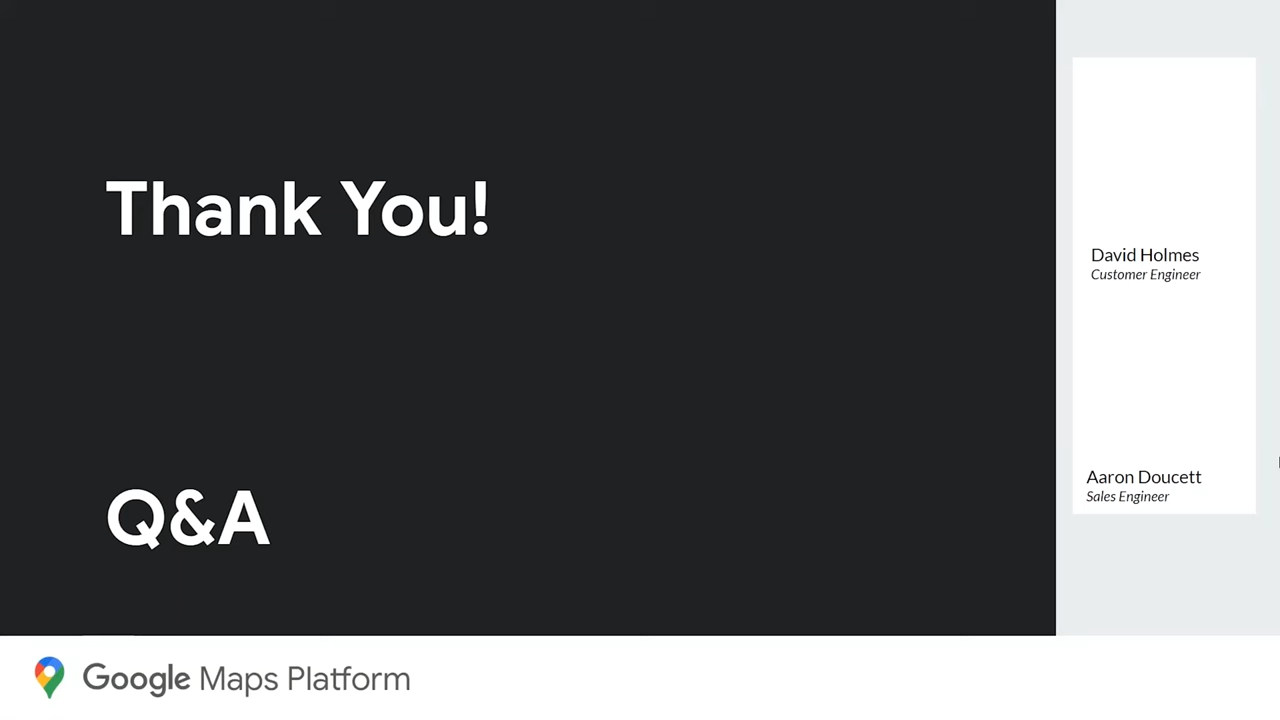 Thank You!
Q&A
David Holmes
Customer Engineer
Aaron Doucett
Sales Engineer
Google Maps Platform